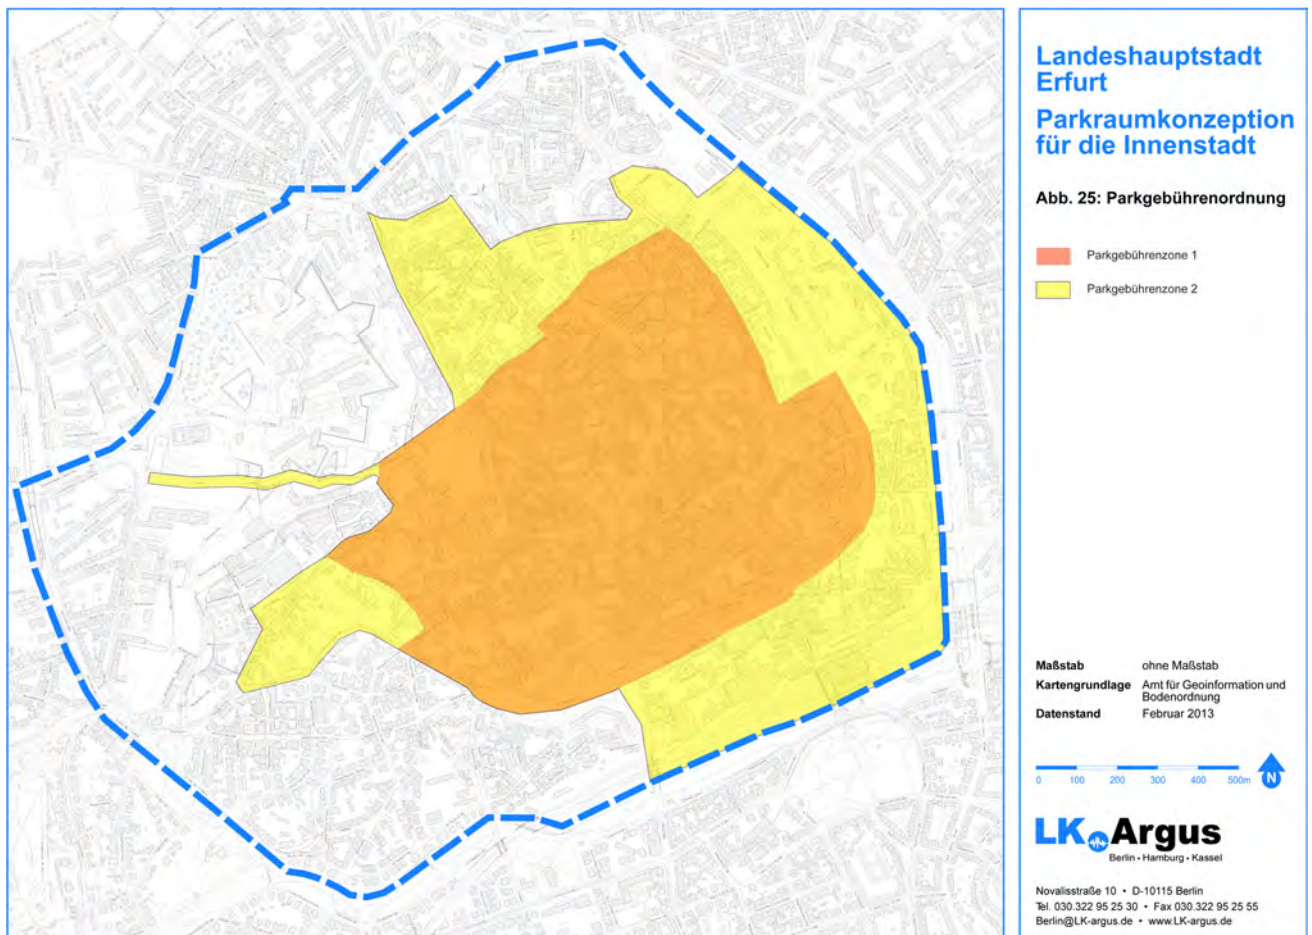 Landeshauptstadt
Erfurt
Parkraumkonzeption
für die Innenstadt
Abb. 25: Parkgebührenordnung
Parkgebührenzone 1
Parkgebührenzone 2
Maßstab ohne Maßstab
Kartengrundlage Amt für Geoinformation und
Bodenordnung
Datenstand Februar 2013
0 100 200 300 400 500m
N
LK Argus
Berlin • Hamburg • Kassel
Novalisstraße 10 • D-10115 Berlin
Tel. 030.322 95 25 30 • Fax 030.322 95 25 55
Berlin@LK-argus.de • www.LK-argus.de